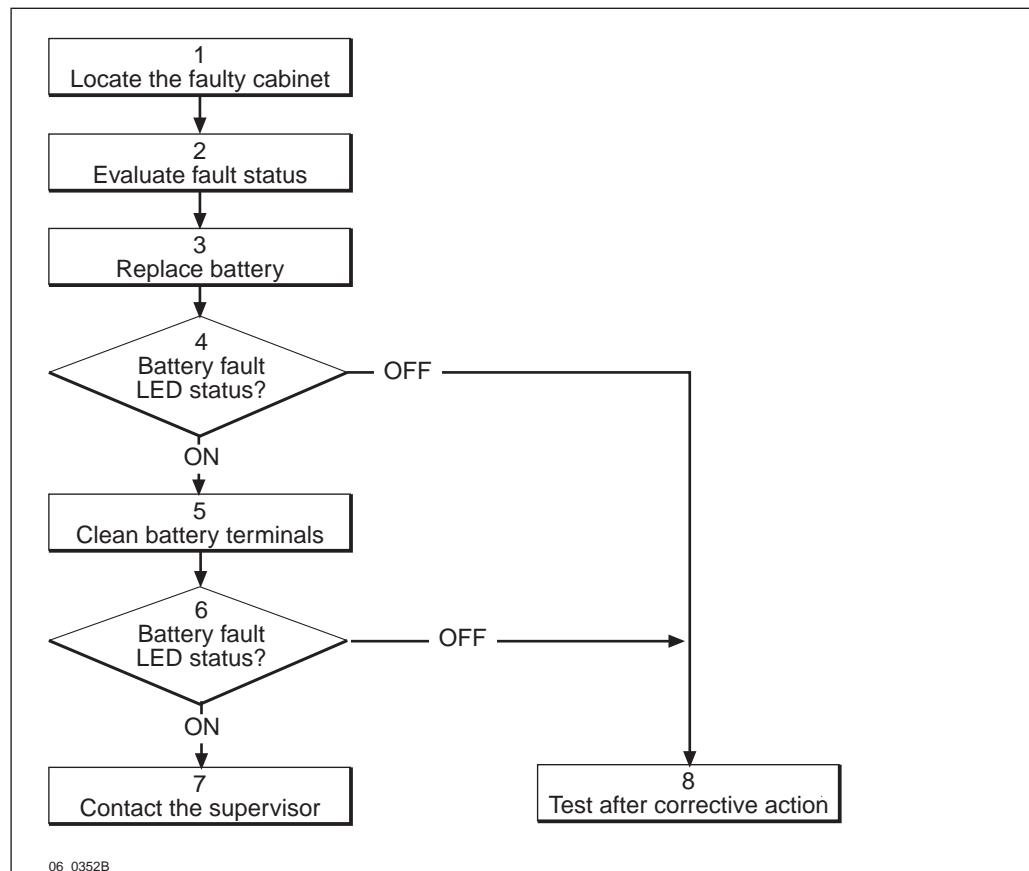 1
Locate the faulty cabinet
2
Evaluate fault status
3
Replace battery
4
Battery fault
LED status?
OFF
ON
5
Clean battery terminals
6
Battery fault
LED status?
OFF
ON
7
Contact the supervisor
8
Test after corrective action
06_0352B